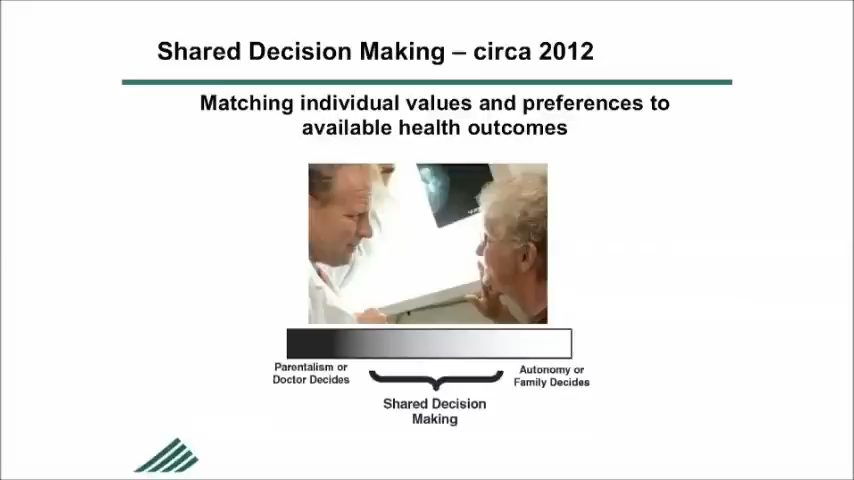 Shared Decision Making – circa 2012
Matching individual values and preferences to
available health outcomes
Parentalism or
Doctor Decides
Autonomy or
Family Decides
Shared Decision
Making